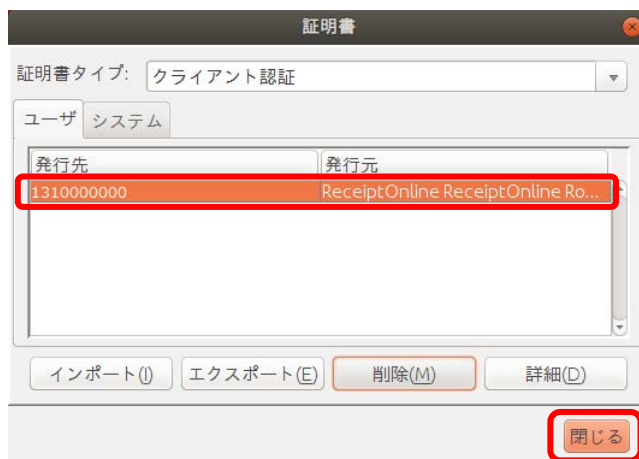 証明書
証明書タイプ: クライアント認証
ユーザ システム
発行先 発行元
1310000000 ReceiptOnline ReceiptOnline Ro...
インポート(I) エクスポート(E) 削除(M) 詳細(D)
閉じる